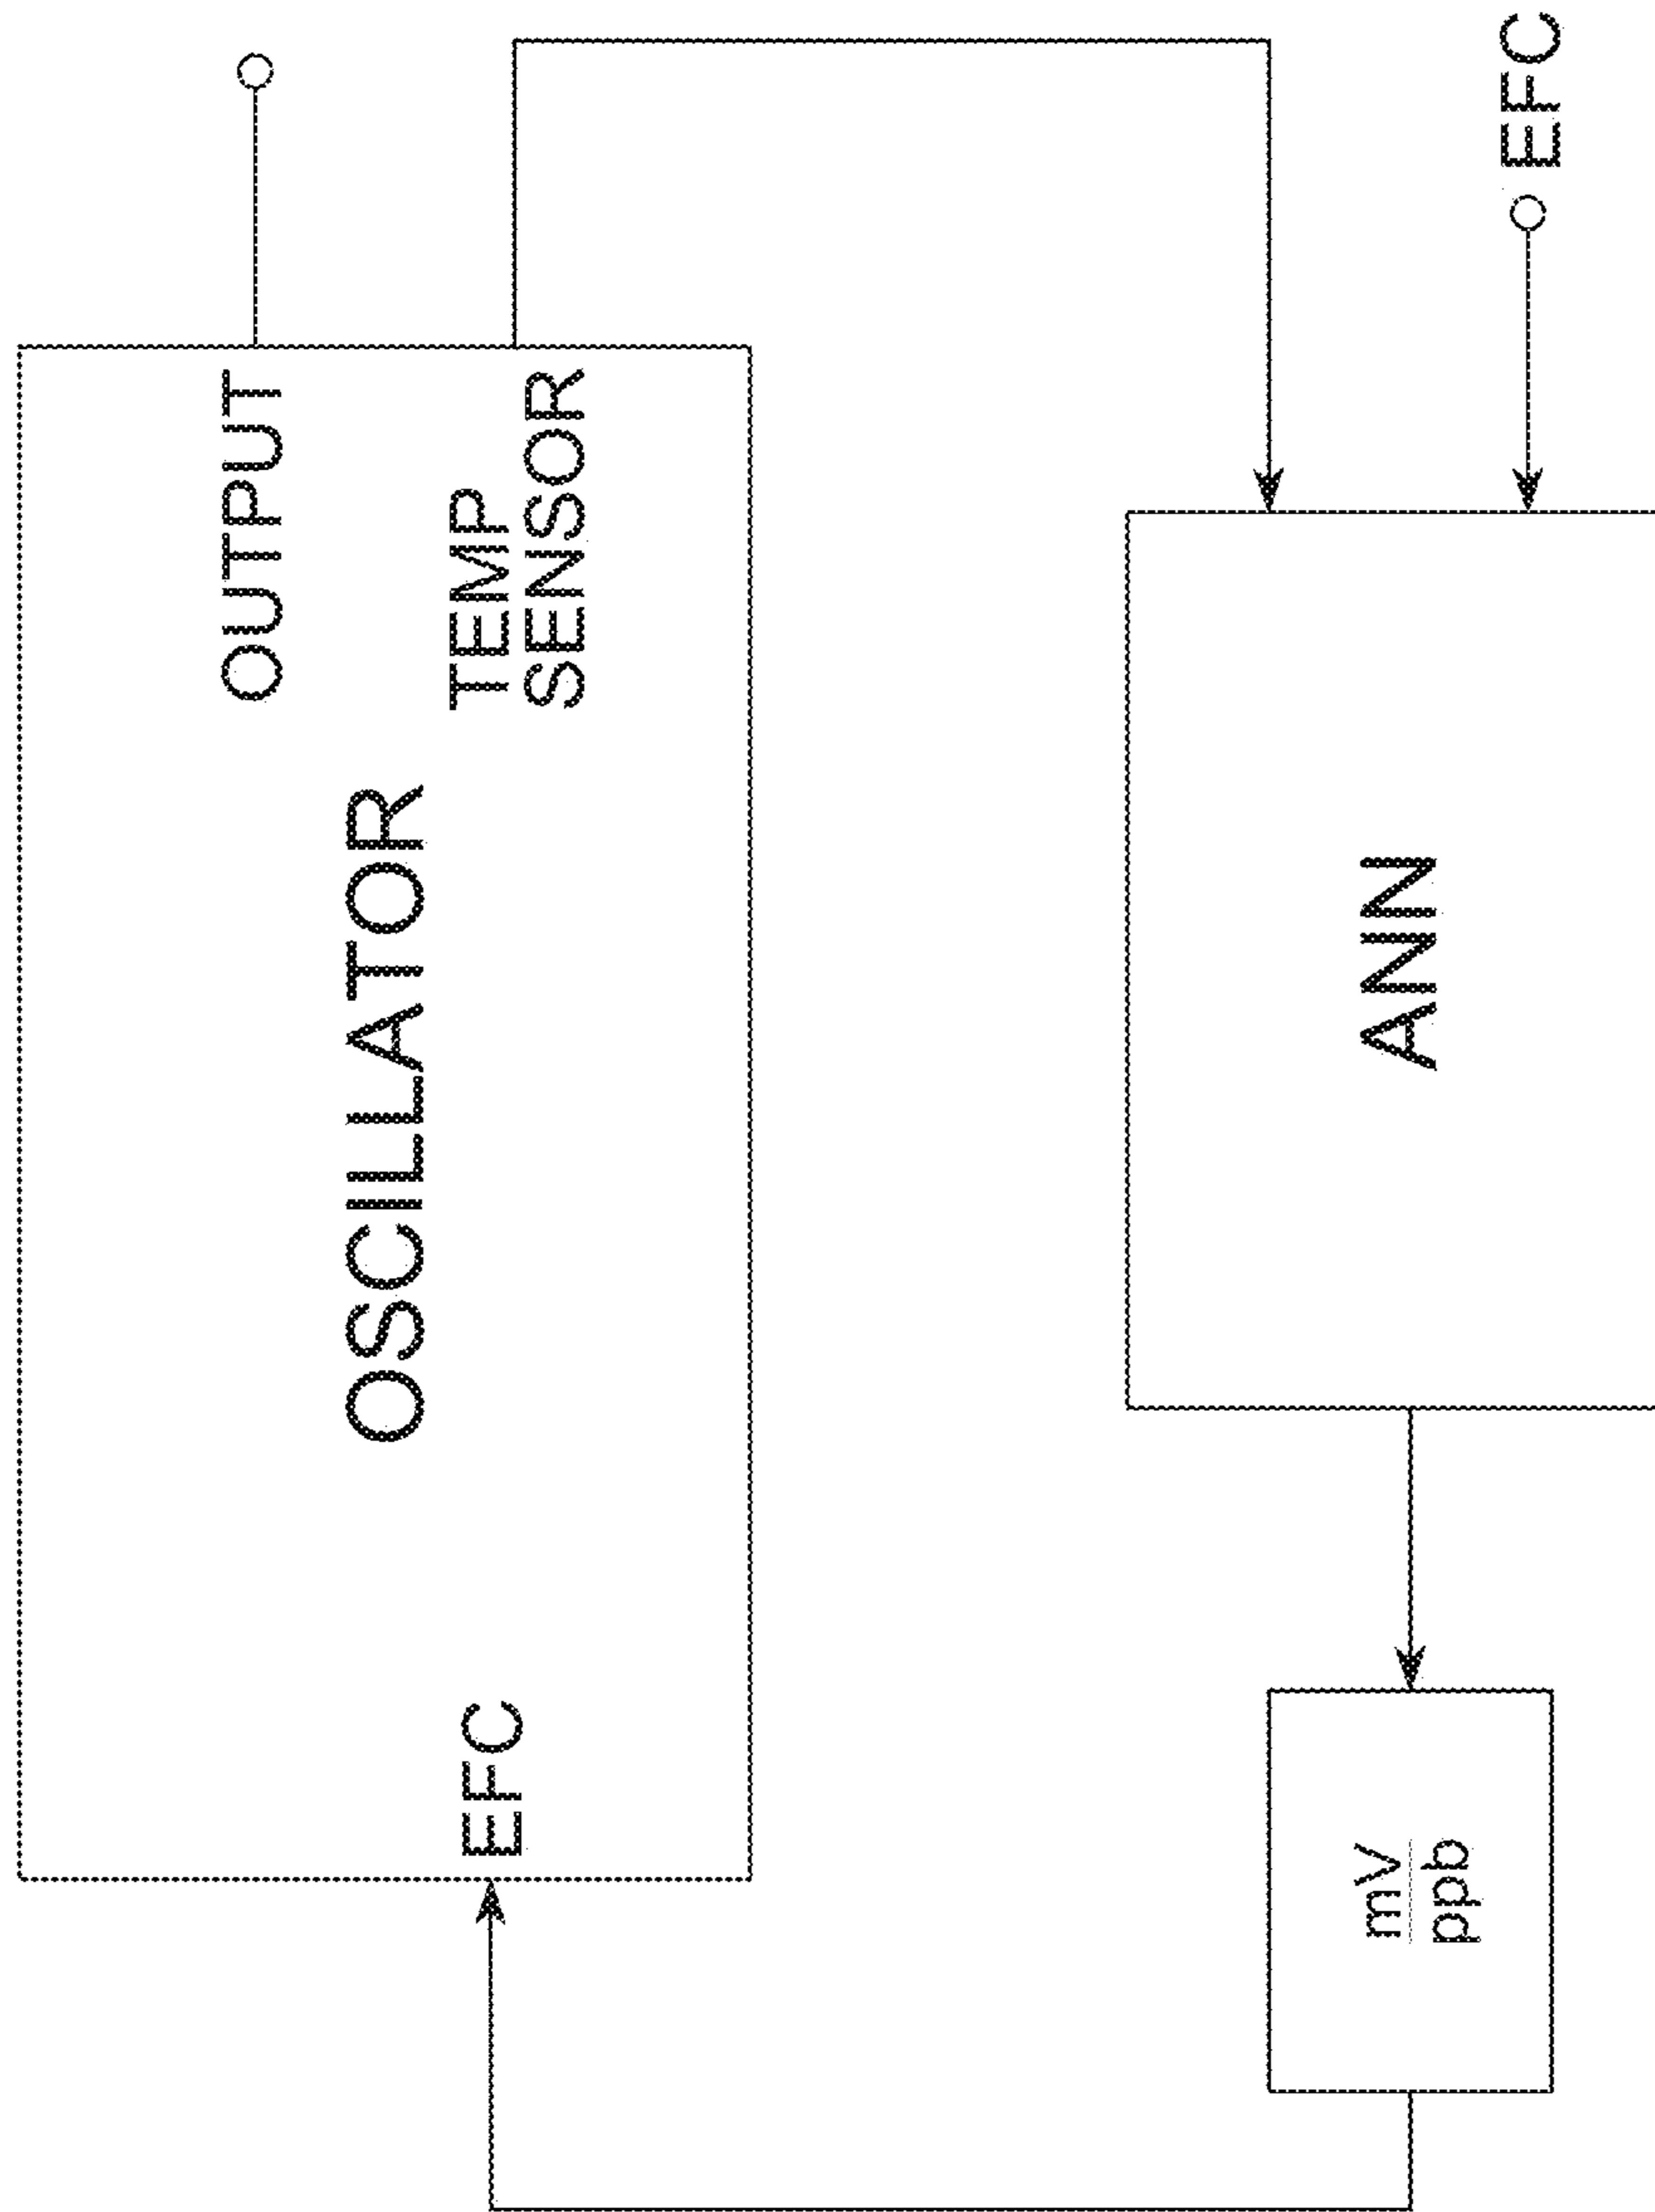 OSCILLATOR
OUTPUT
EFC
TEMP
SENSOR
mV
ppb
ANN
EFC